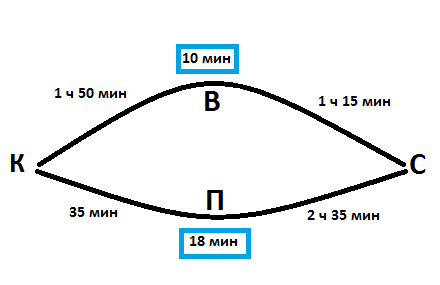 10 мин
1 ч 50 мин
1 ч 15 мин
В
К
С
П
35 мин
2 ч 35 мин
18 мин